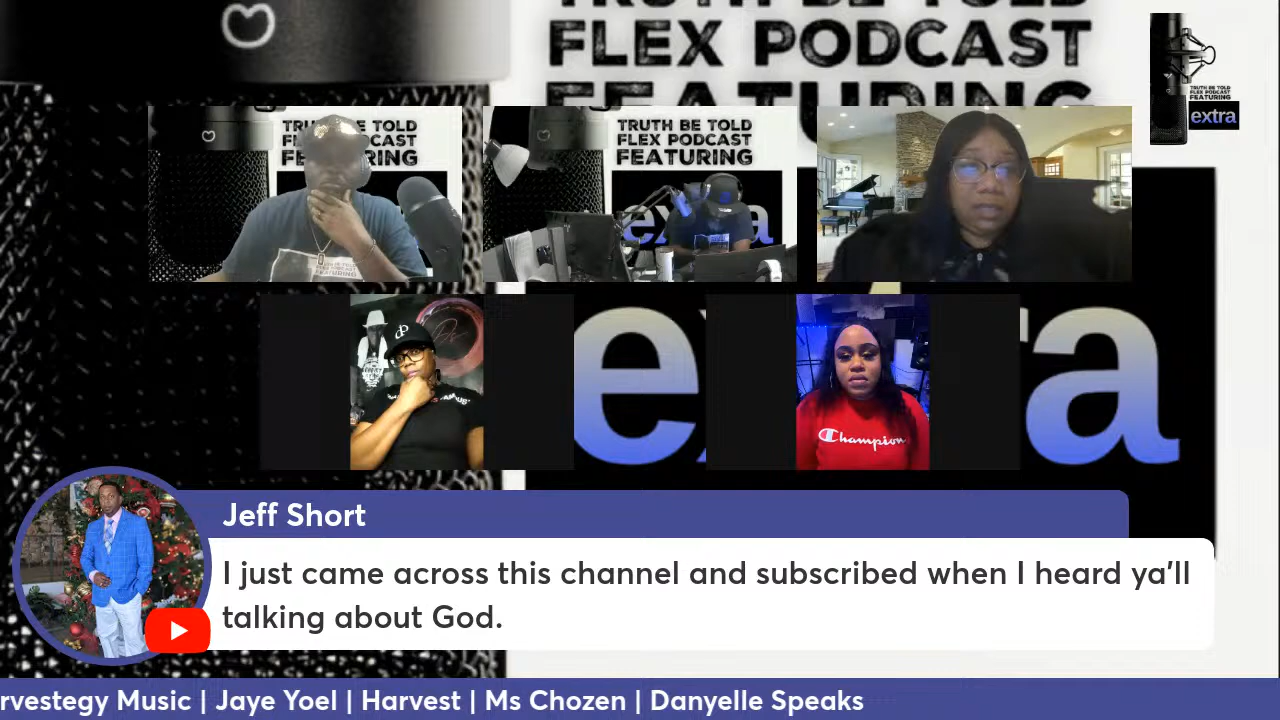 TRUTH BE TOLD
FLEX PODCAST
FEATURING
TRUTH BE TOLD
FLEX PODCAST
FEATURING
extra
TRUTH BE TOLD
FLEX PODCAST
FEATURING
extra
Champion
Jeff Short
I just came across this channel and subscribed when I heard ya'll
talking about God.
rvestegy Music | Jaye Yoel | Harvest | Ms Chozen | Danyelle Speaks